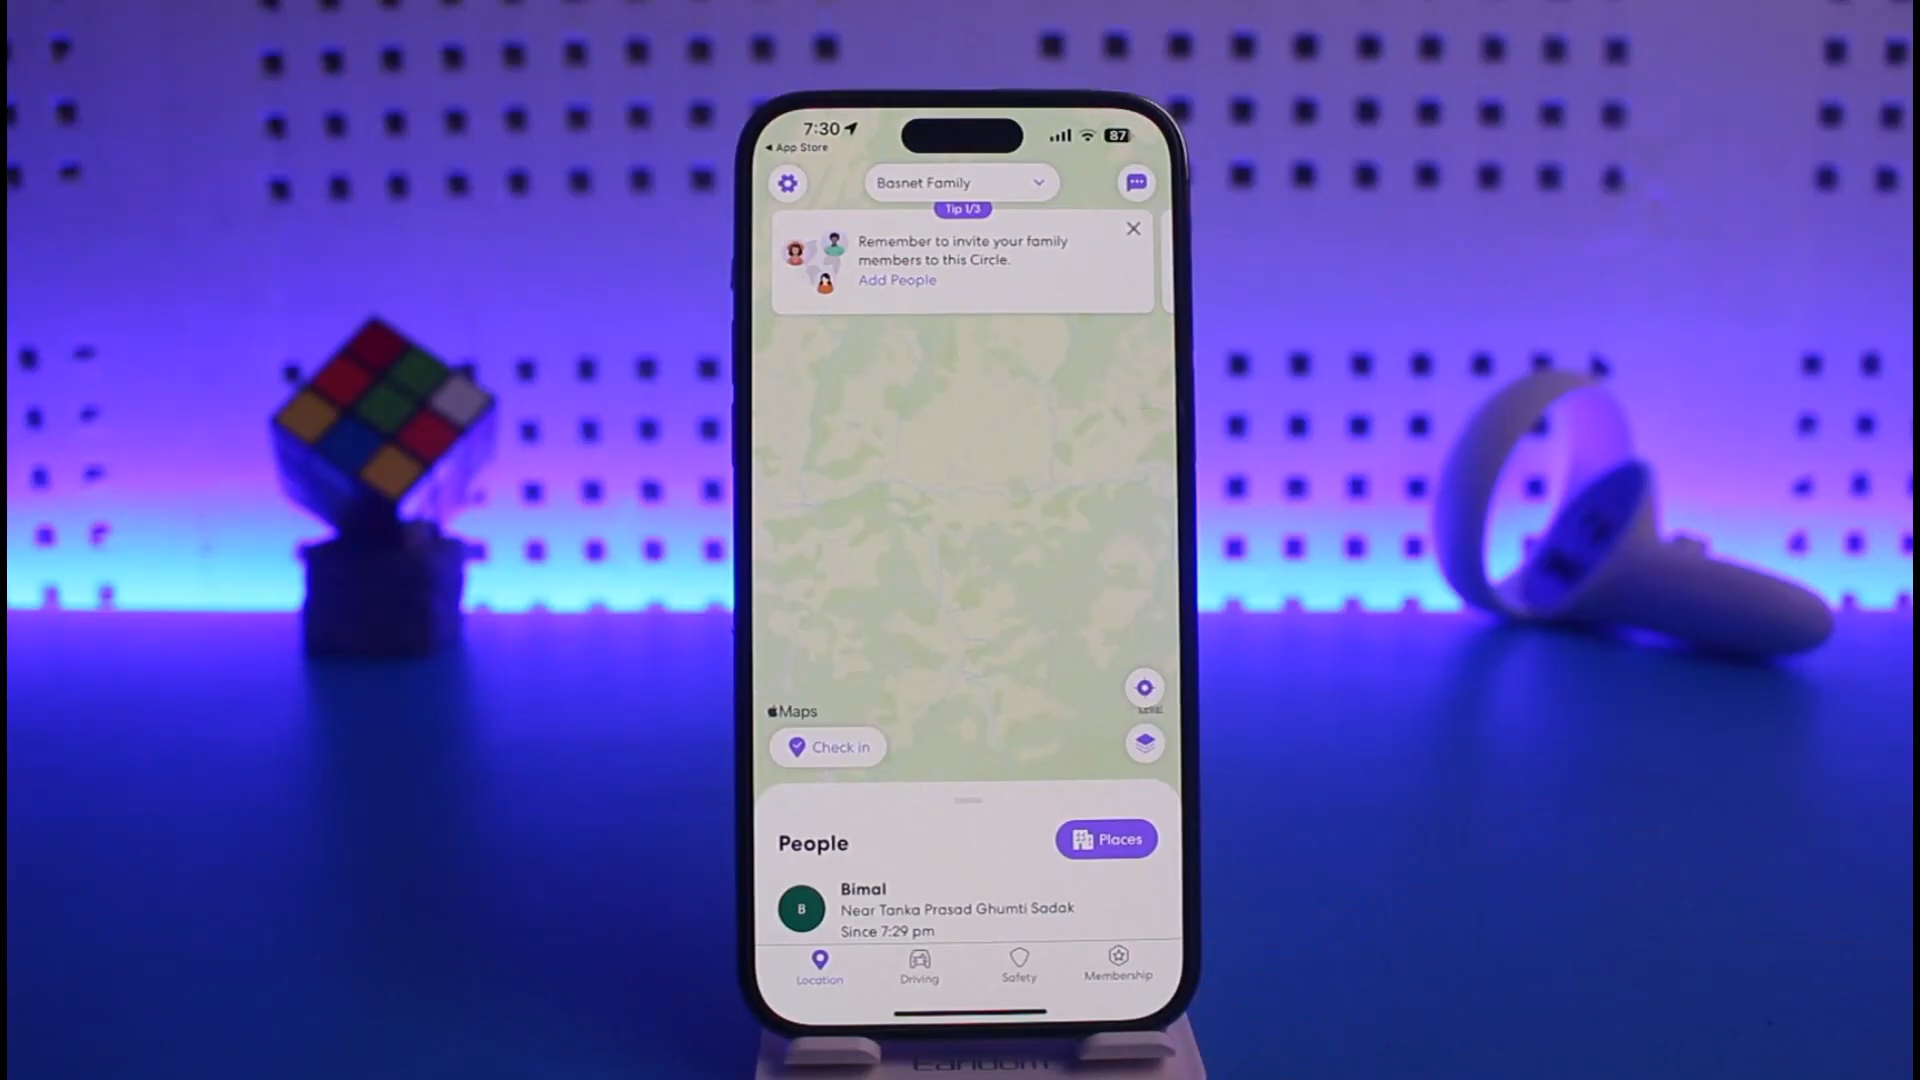 7:30
87
◀ App Store
Basnet Family
Tip 1/3
Remember to invite your family
members to this Circle.
Add People
Maps
Legal
Check in
People
Places
B
Bimal
Near Tanka Prasad Ghumti Sadak
Since 7:29 pm
Location
Driving
Safety
Membership